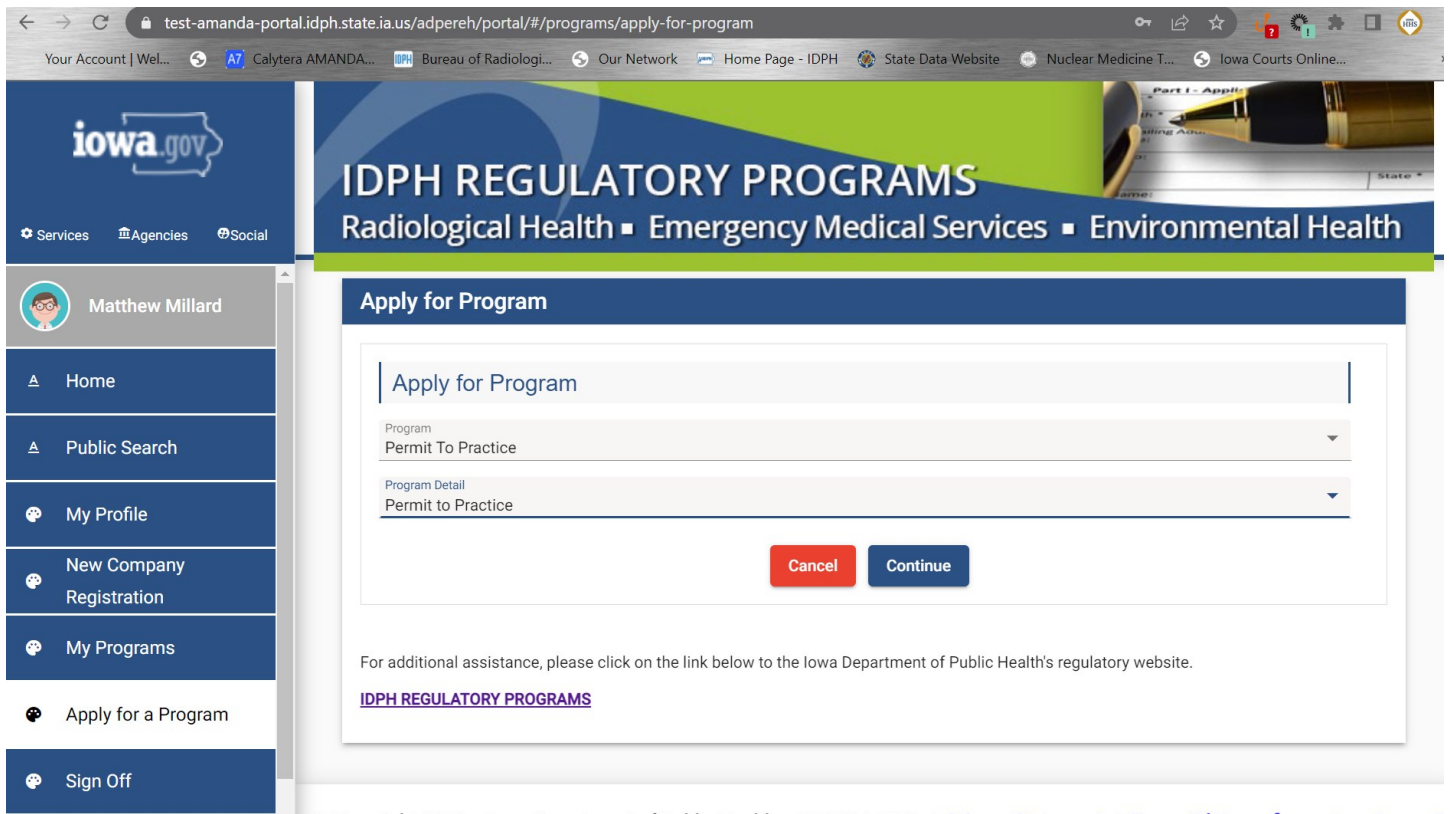 test-amanda-portal.idph.state.ia.us/adpereh/portal/#/programs/apply-for-program
Your Account | Wel... A7 Calytera AMANDA... IDPH Bureau of Radiologi... Our Network Home Page - IDPH State Data Website Nuclear Medicine T... Iowa Courts Online...
iowa.gov
Services Agencies Social
Part I - Appli
State *
IDPH REGULATORY PROGRAMS
Radiological Health ▪ Emergency Medical Services ▪ Environmental Health
Matthew Millard
Home
Public Search
My Profile
New Company
Registration
My Programs
Apply for a Program
Sign Off
Apply for Program
Apply for Program
Program
Permit To Practice
Program Detail
Permit to Practice
Cancel Continue
For additional assistance, please click on the link below to the Iowa Department of Public Health's regulatory website.
IDPH REGULATORY PROGRAMS